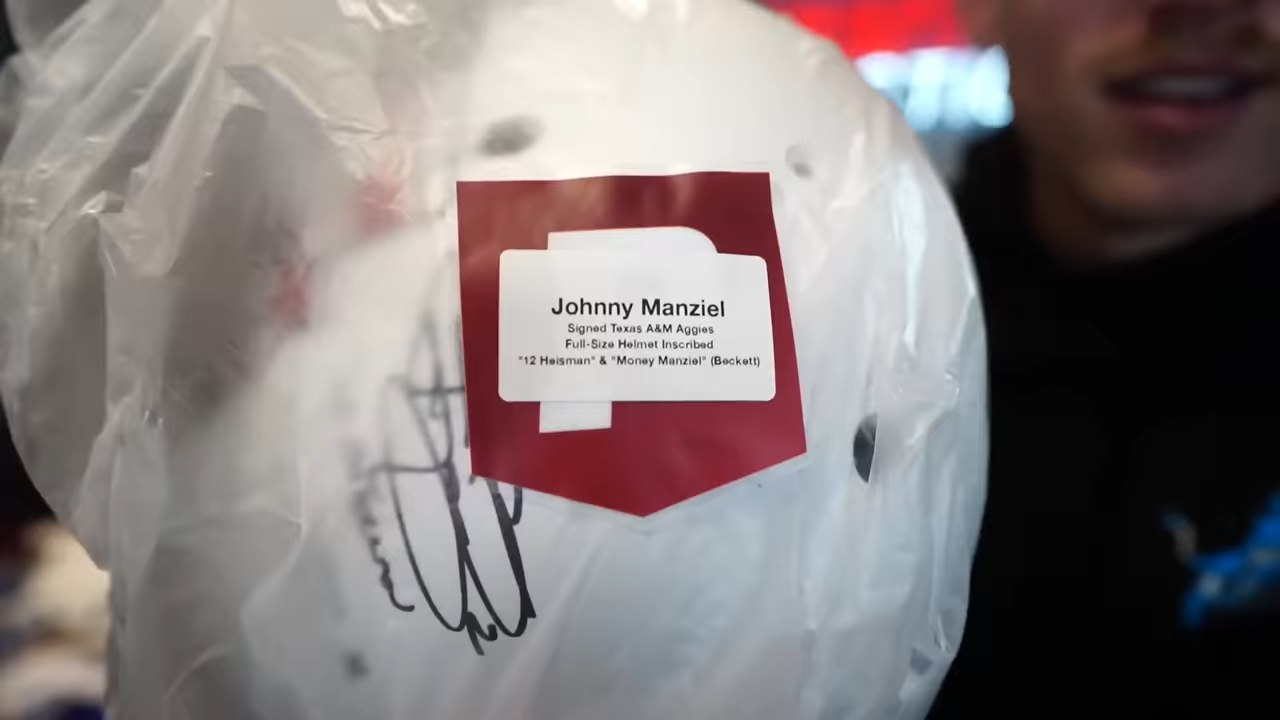 Johnny Manziel
Signed Texas A&M Aggies
Full-Size Helmet Inscribed
"12 Heisman" & "Money Manziel" (Beckett)